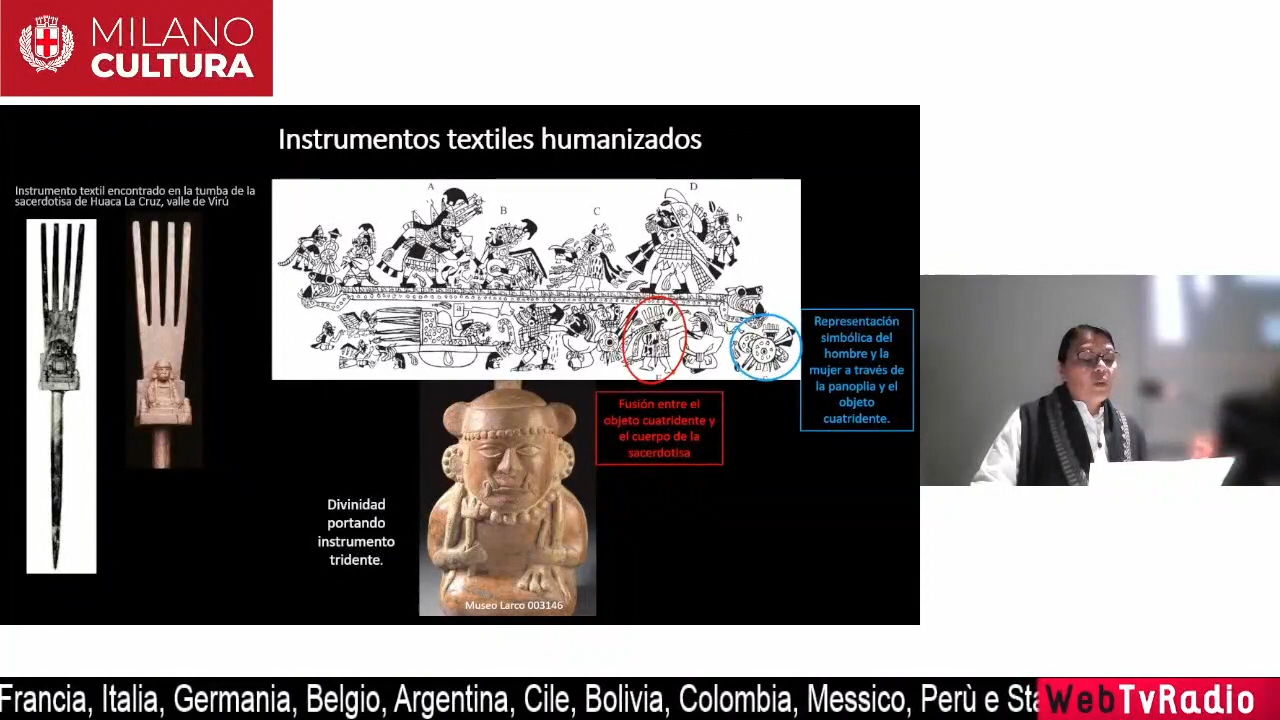 MILANO
CULTURA
Instrumentos textiles humanizados
Instrumento textil encontrado en la tumba de la
sacerdotisa de Huaca La Cruz, valle de Virú
A
B
C
D
b
Representación
simbólica del
hombre y la
mujer a través de
la panoplia y el
objeto
cuatridente.
Fusión entre el
objeto cuatridente y
el cuerpo de la
sacerdotisa
Divinidad
portando
instrumento
tridente.
Museo Larco 003146
Francia, Italia, Germania, Belgio, Argentina, Cile, Bolivia, Colombia, Messico, Perù e Sta
WebTvRadio